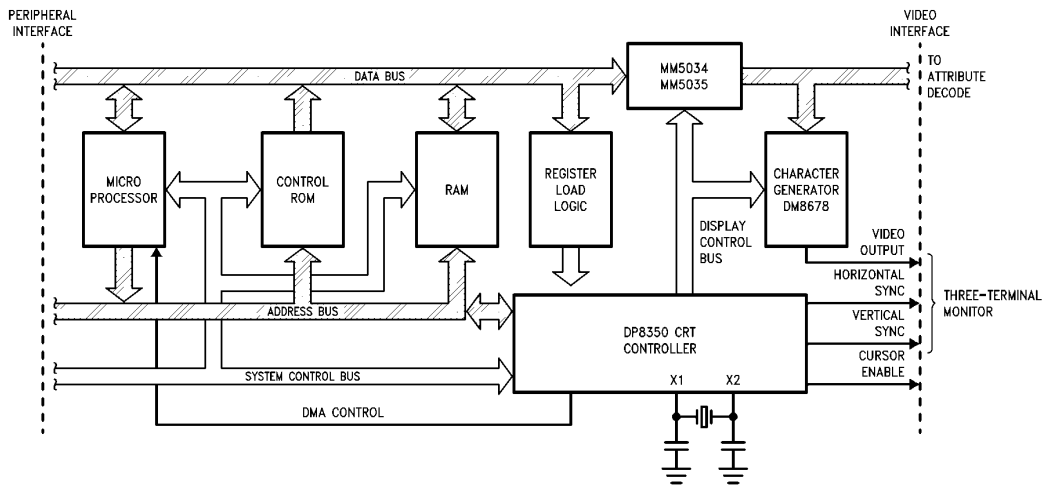 PERIPHERAL
INTERFACE
VIDEO
INTERFACE
DATA BUS
MM5034
MM5035
TO
ATTRIBUTE
DECODE
MICRO
PROCESSOR
CONTROL
ROM
RAM
REGISTER
LOAD
LOGIC
CHARACTER
GENERATOR
DM8678
DISPLAY
CONTROL
BUS
VIDEO
OUTPUT
HORIZONTAL
SYNC
VERTICAL
SYNC
CURSOR
ENABLE
THREE-TERMINAL
MONITOR
ADDRESS BUS
DP8350 CRT
CONTROLLER
X1 X2
SYSTEM CONTROL BUS
DMA CONTROL